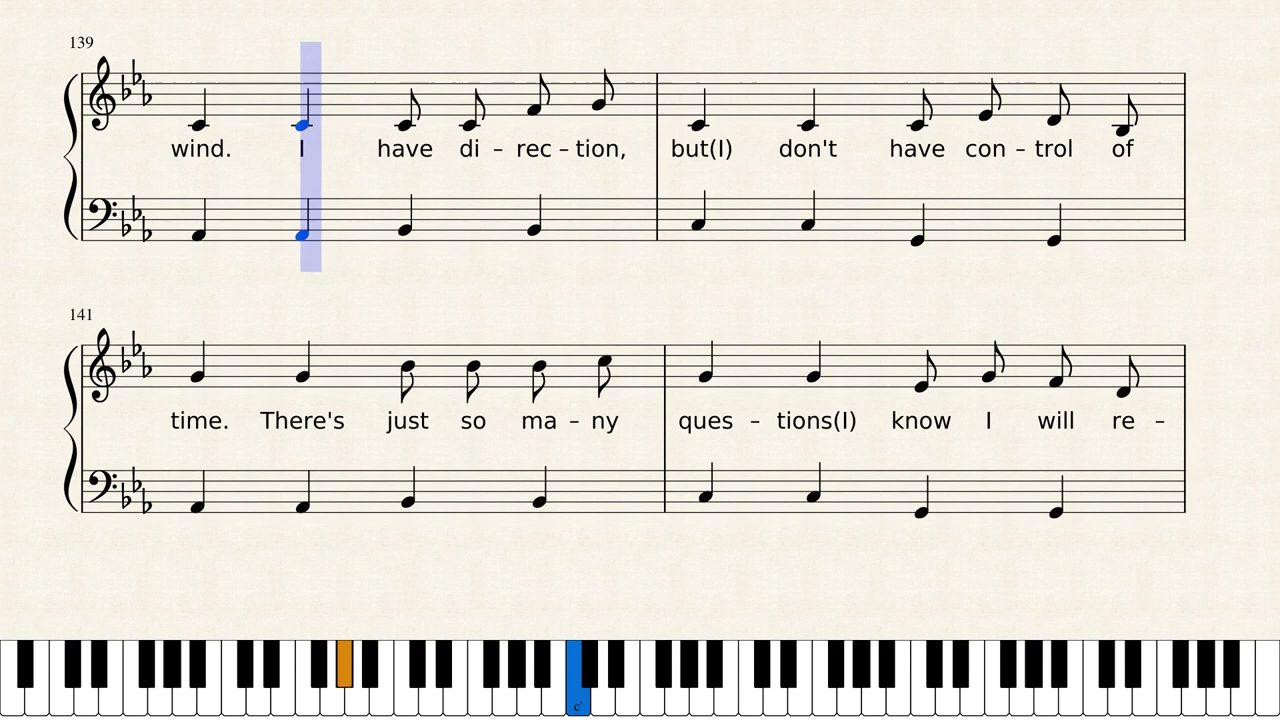 139
wind. I have di – rec – tion, but(I) don't have con – trol of
141
time. There's just so ma – ny ques – tions(I) know I will re –
c'